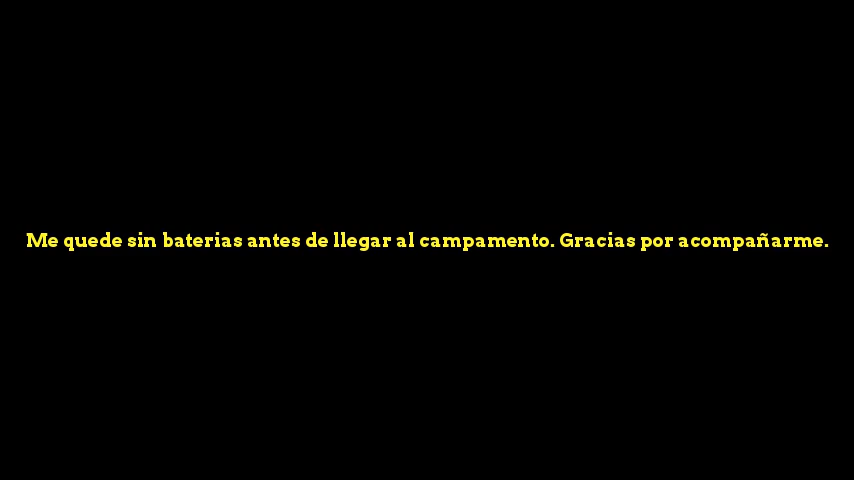 Me quede sin baterias antes de llegar al campamento. Gracias por acompañarme.